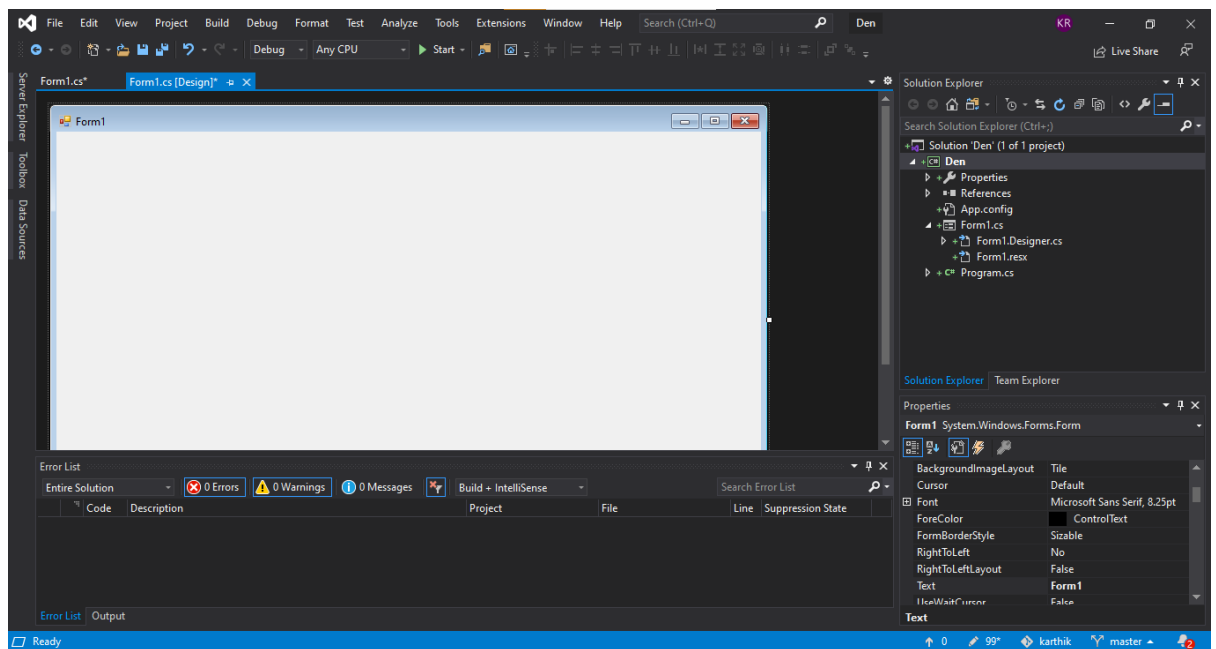 File Edit View Project Build Debug Format Test Analyze Tools Extensions Window Help Search (Ctrl+Q) Den KR
Debug Any CPU Start Live Share
Server Explorer
Toolbox
Data Sources
Form1.cs* Form1.cs [Design]*
Form1
Solution Explorer
Search Solution Explorer (Ctrl+;)
Solution 'Den' (1 of 1 project)
C# Den
Properties
References
App.config
Form1.cs
Form1.Designer.cs
Form1.resx
C# Program.cs
Solution Explorer Team Explorer
Properties
Form1 System.Windows.Forms.Form
BackgroundImageLayout Tile
Cursor Default
Font Microsoft Sans Serif, 8.25pt
ForeColor ControlText
FormBorderStyle Sizable
RightToLeft No
RightToLeftLayout False
Text Form1
UseWaitCursor False
Text
Error List
Entire Solution 0 Errors 0 Warnings 0 Messages Build + IntelliSense Search Error List
Code Description Project File Line Suppression State
Error List Output
Ready 0 99* karthik master 2